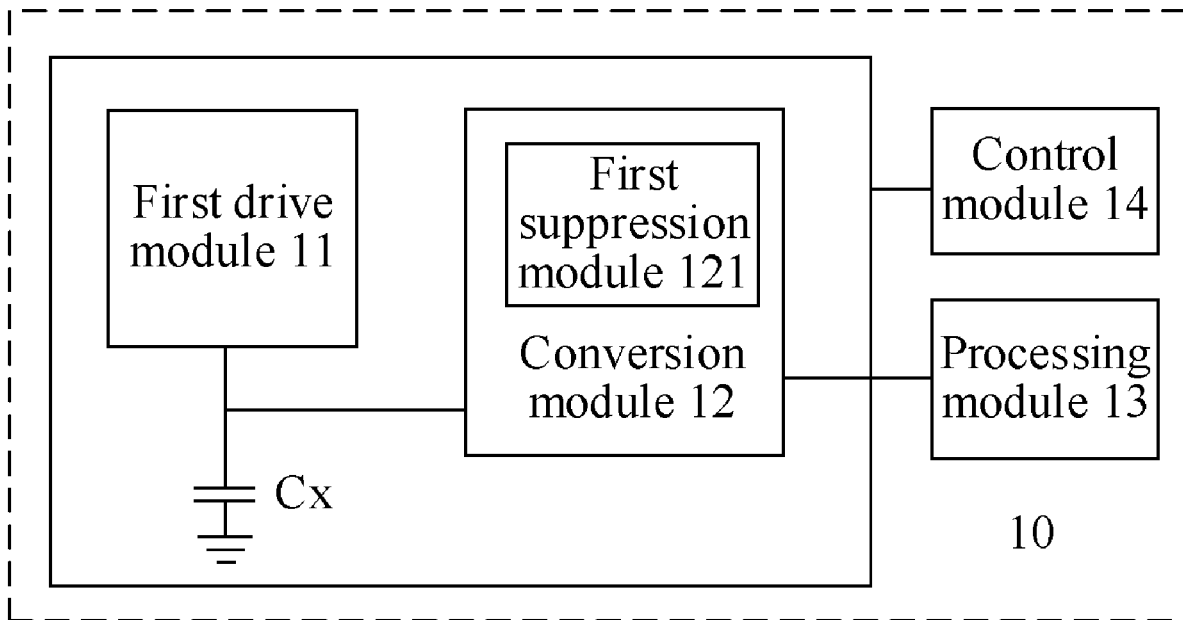 First drive
module 11
First
suppression
module 121
Conversion
module 12
Cx
Control
module 14
Processing
module 13
10